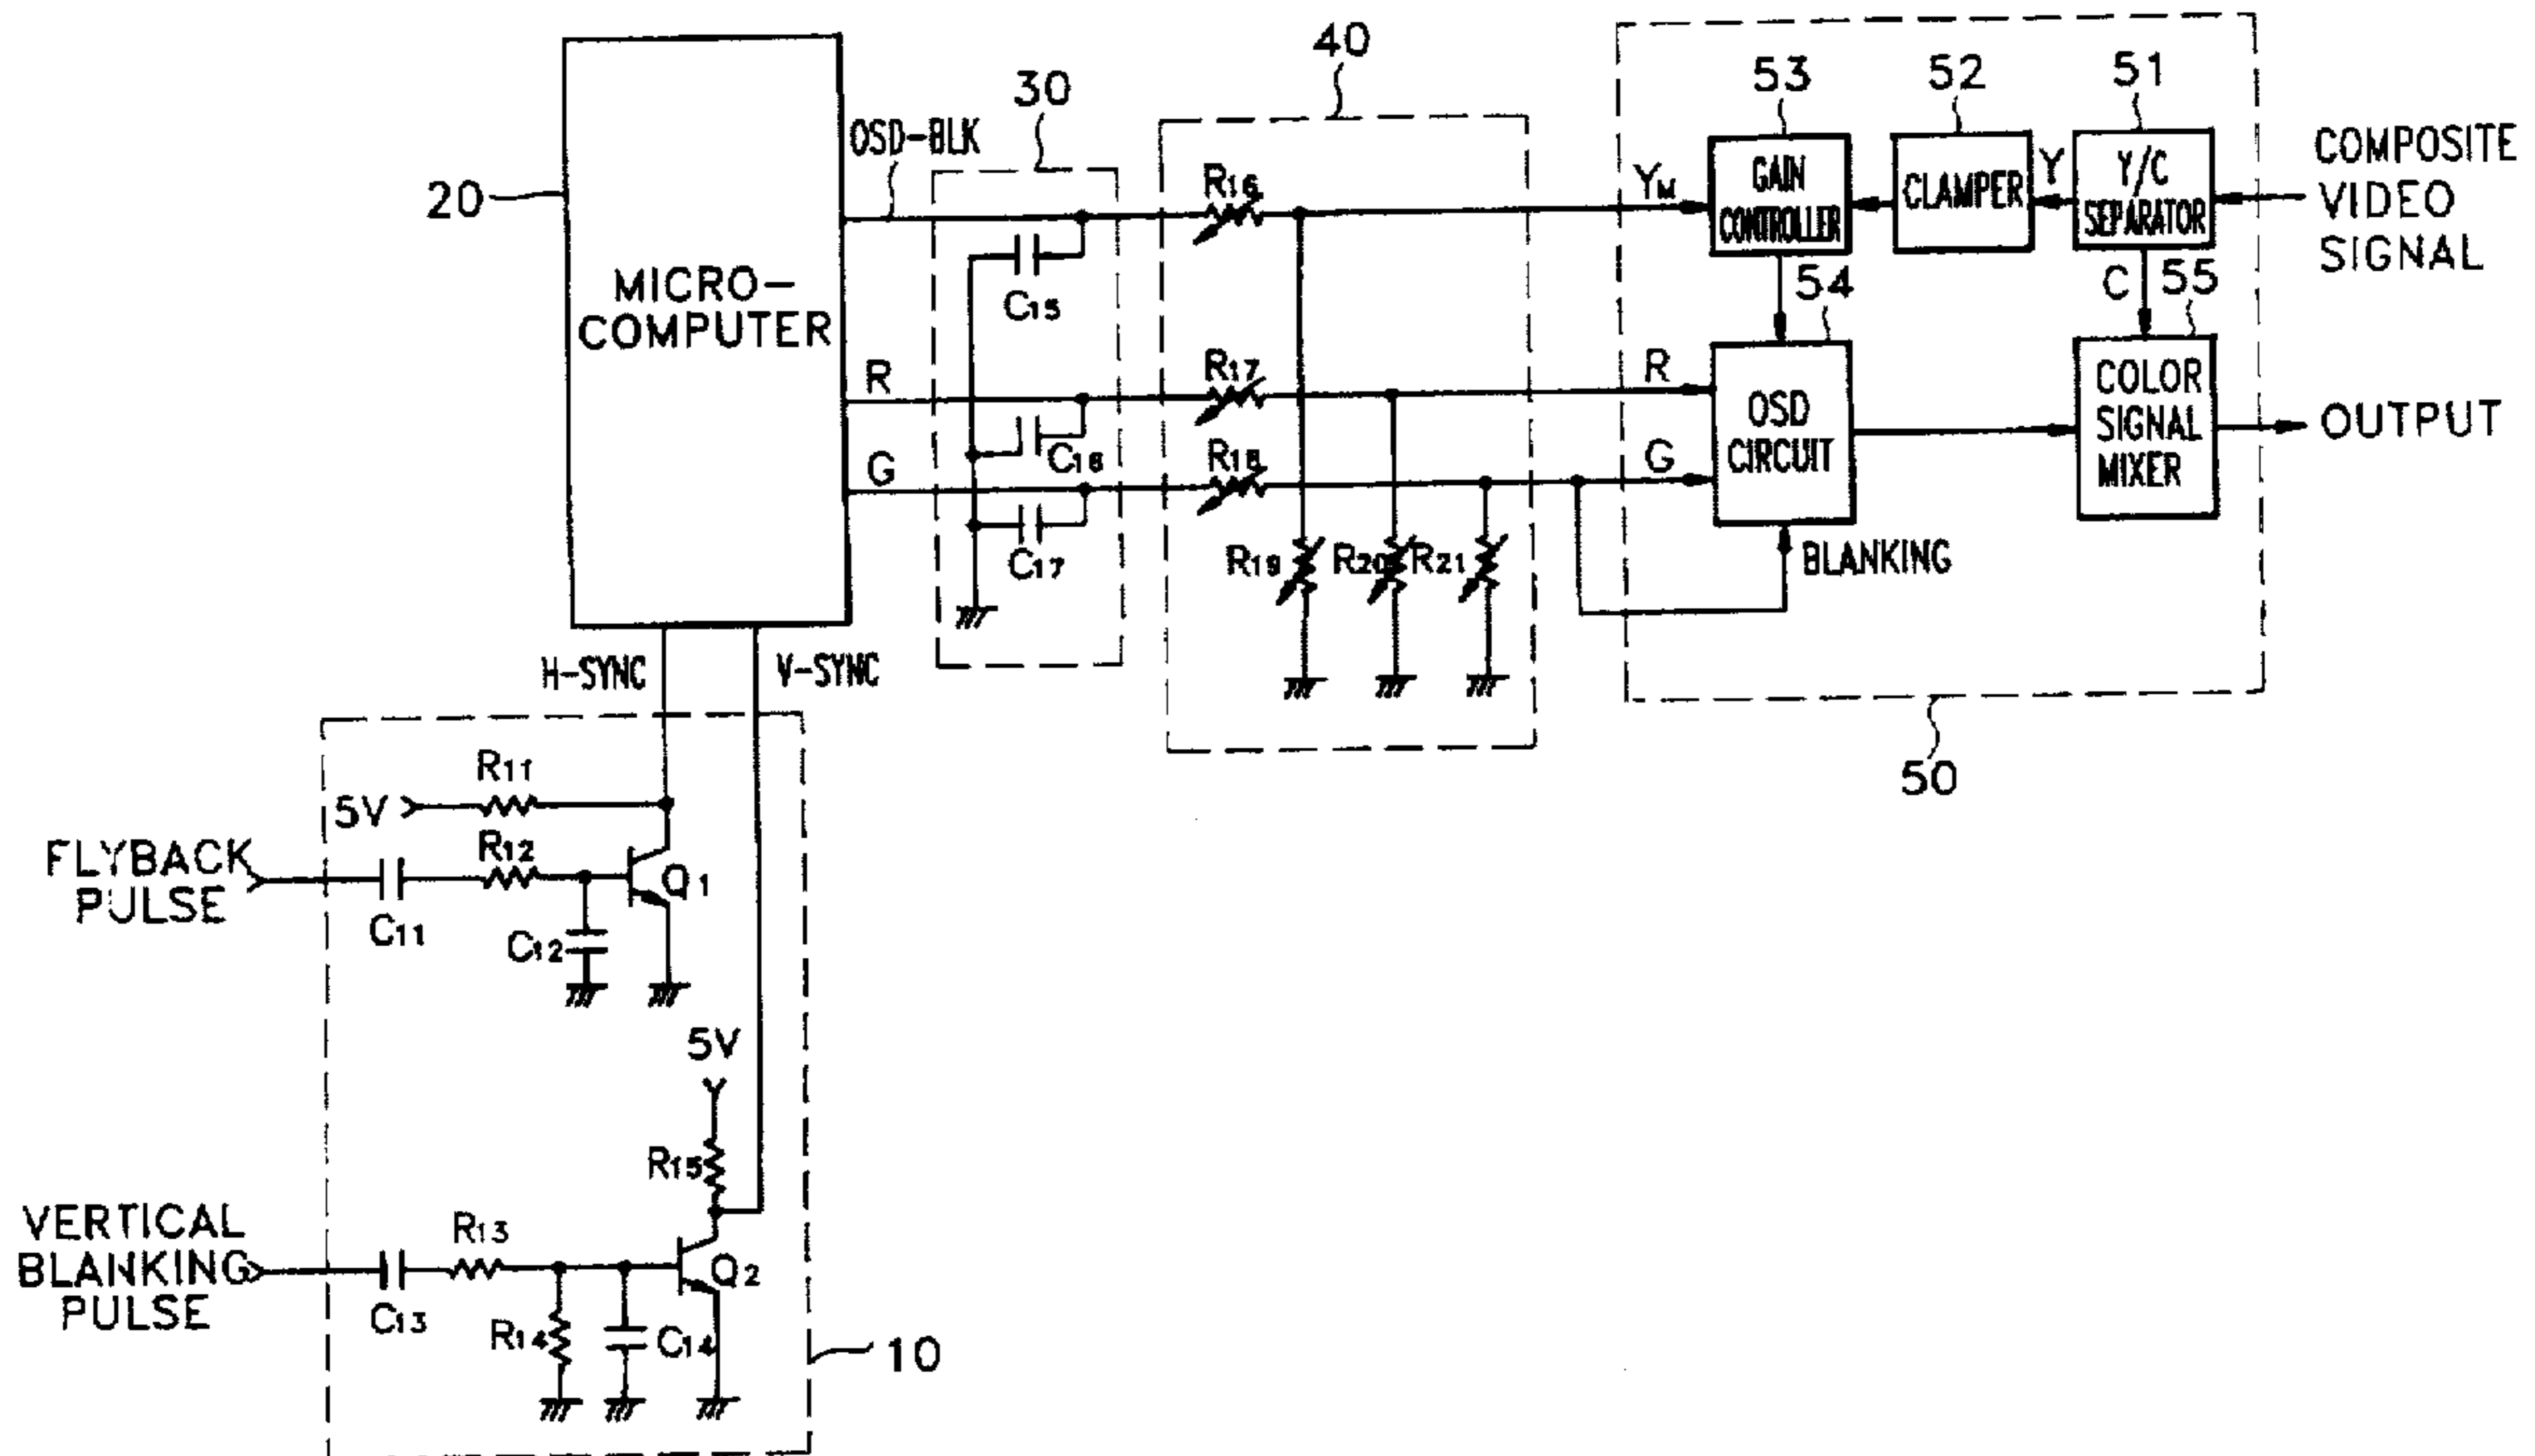 40
53
52
51
30
OSD-BLK
COMPOSITE
VIDEO
SIGNAL
20
R16
YM
GAIN
CONTROLLER
CLAMPER
Y
Y/C
SEPARATOR
MICRO-
COMPUTER
C15
54
C
55
R
R17
R
OSD
CIRCUIT
COLOR
SIGNAL
MIXER
OUTPUT
G
C16
R18
G
C17
R19
R20
R21
BLANKING
H-SYNC
V-SYNC
50
R11
5V
FLYBACK
PULSE
R12
Q1
C11
C12
5V
R15
VERTICAL
BLANKING
PULSE
R13
Q2
C13
R14
C14
10